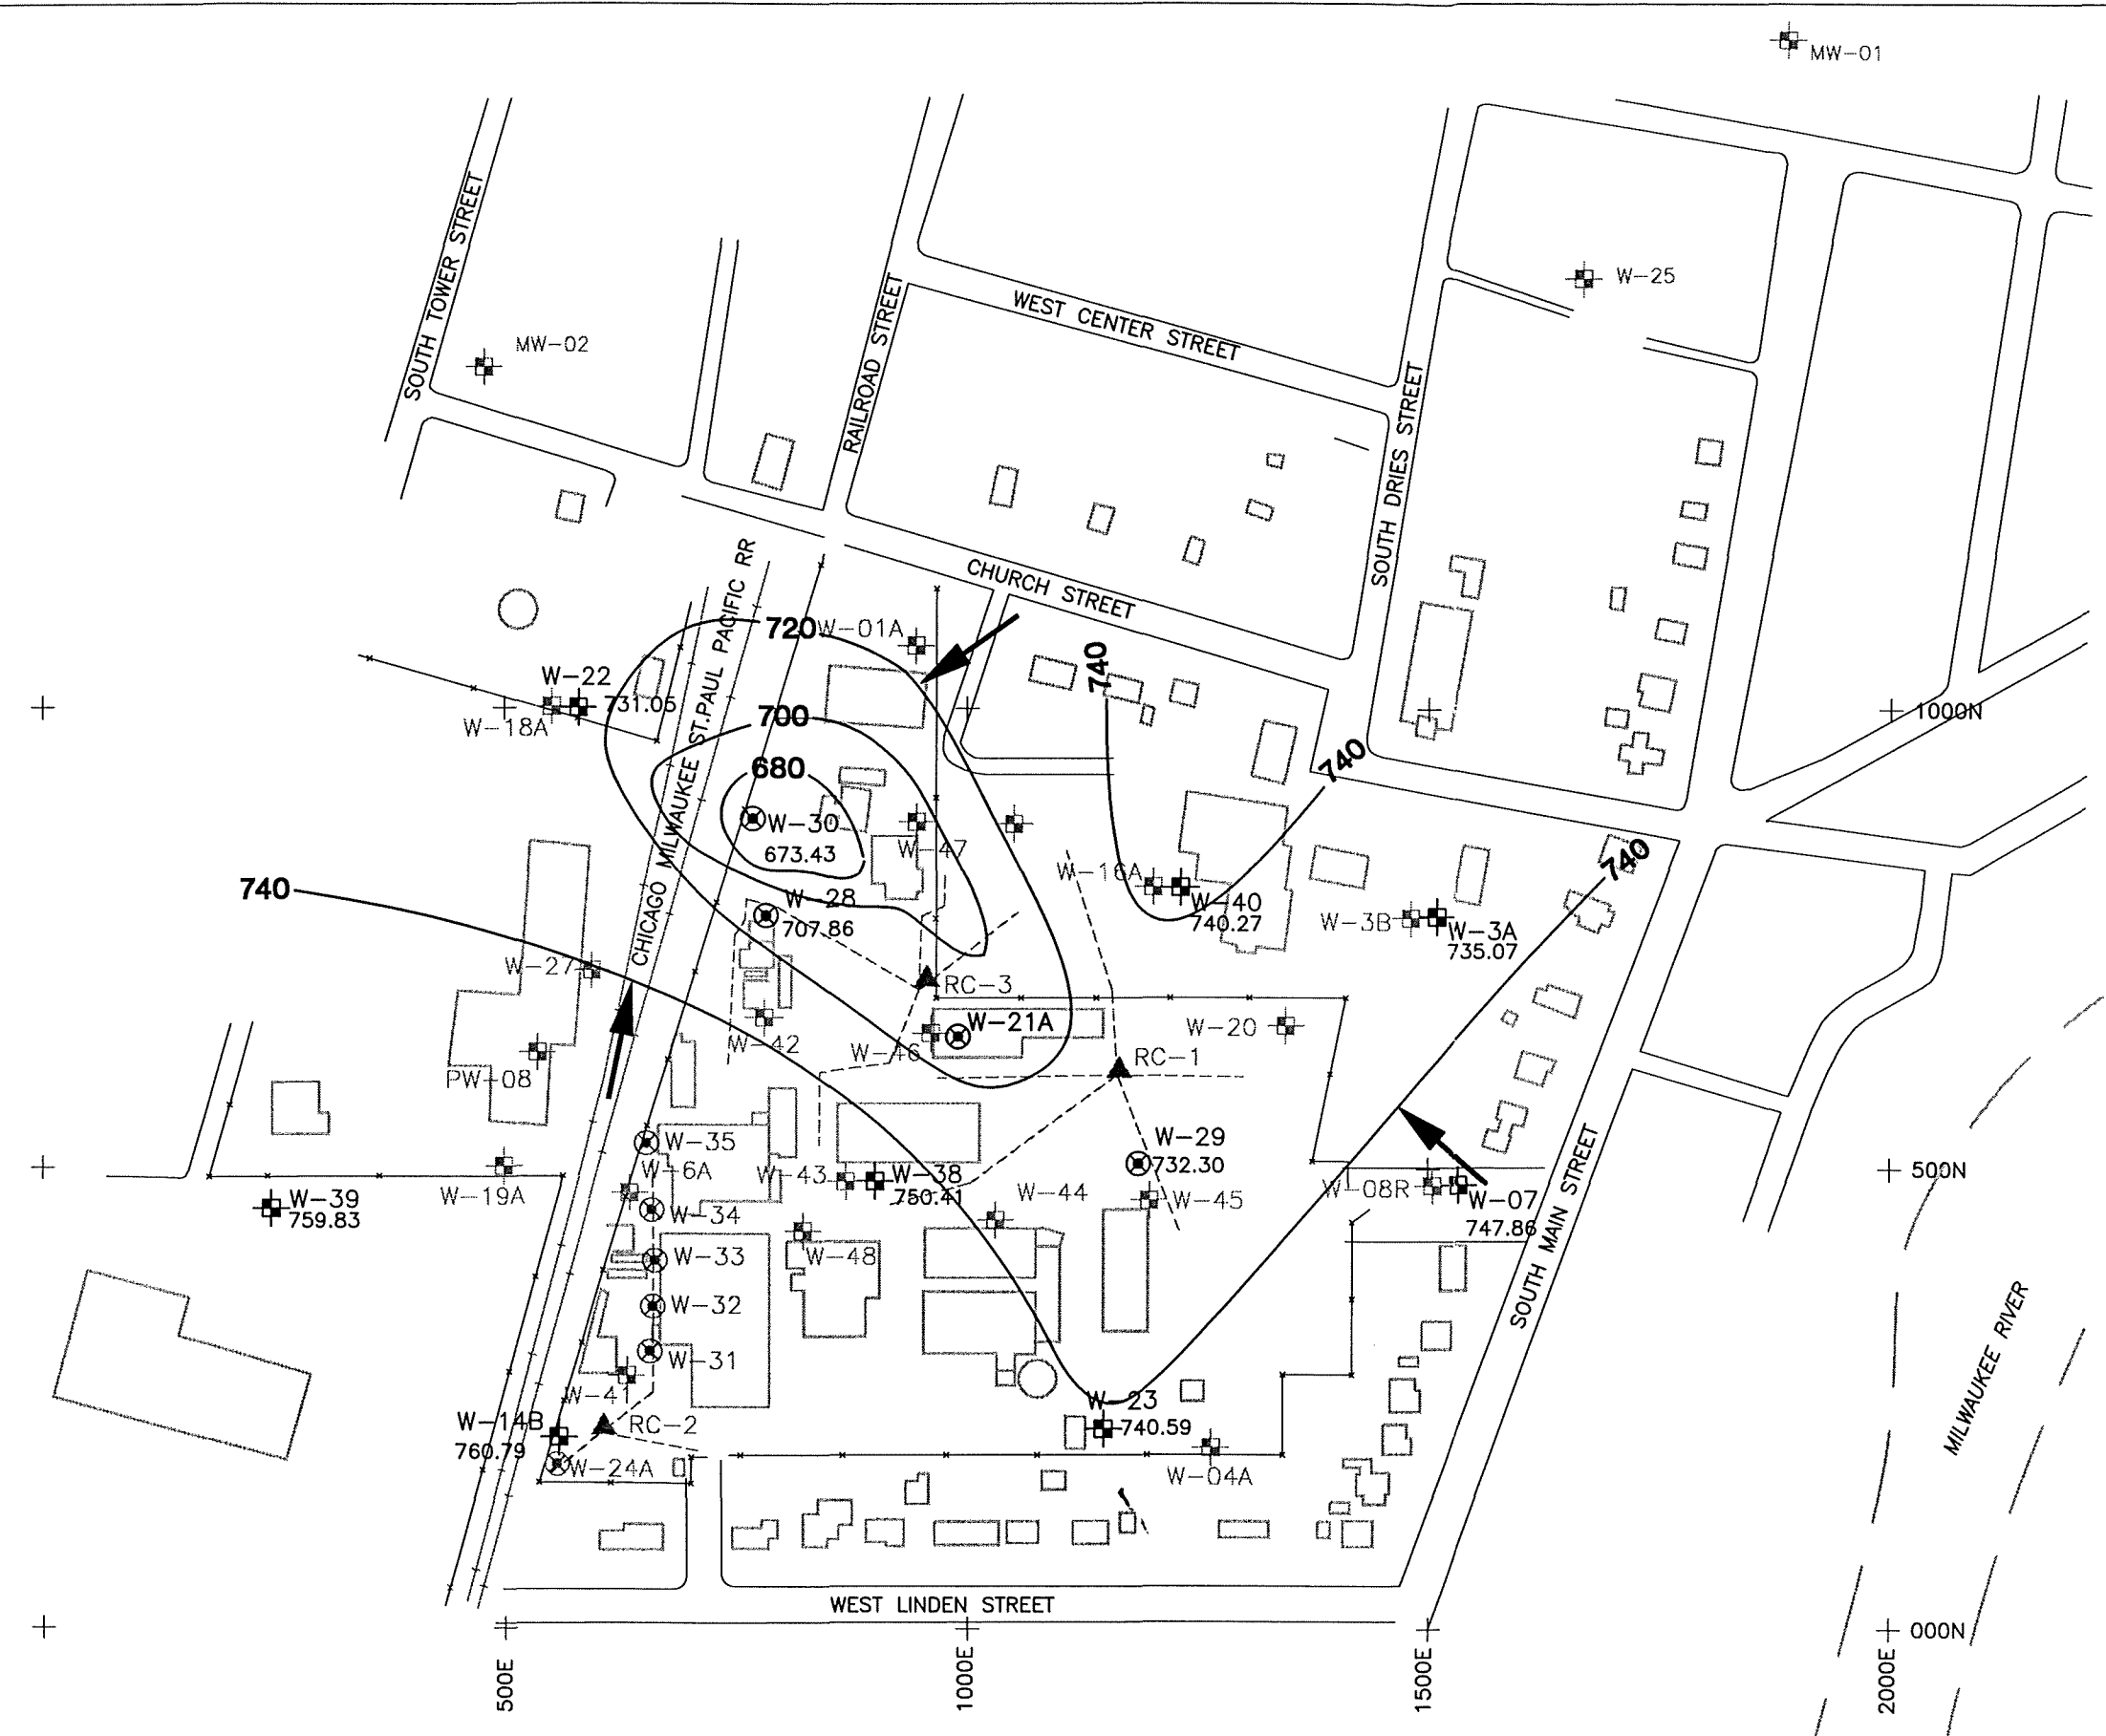 MW-01
SOUTH TOWER STREET
RAILROAD STREET
WEST CENTER STREET
W-25
MW-02
SOUTH DRIES STREET
CHICAGO MILWAUKEE ST.PAUL PACIFIC RR
CHURCH STREET
720
W-01A
740
W-22
731.05
W-18A
700
1000N
740
680
W-30
673.43
W-47
740
W-16A
W-40
740.27
W-3B
W-3A
735.07
740
W-28
707.86
W-27
RC-3
W-21A
W-20
W-42
W-46
RC-1
PW-08
W-35
W-6A
W-29
732.30
W-43
W-38
750.41
500N
W-19A
W-39
759.83
W-44
W-45
W-08R
W-07
747.86
W-34
W-33
W-48
SOUTH MAIN STREET
W-32
W-31
MILWAUKEE RIVER
W-41
W-23
740.59
W-14B
760.79
RC-2
W-24A
W-04A
WEST LINDEN STREET
000N
500E
1000E
1500E
2000E